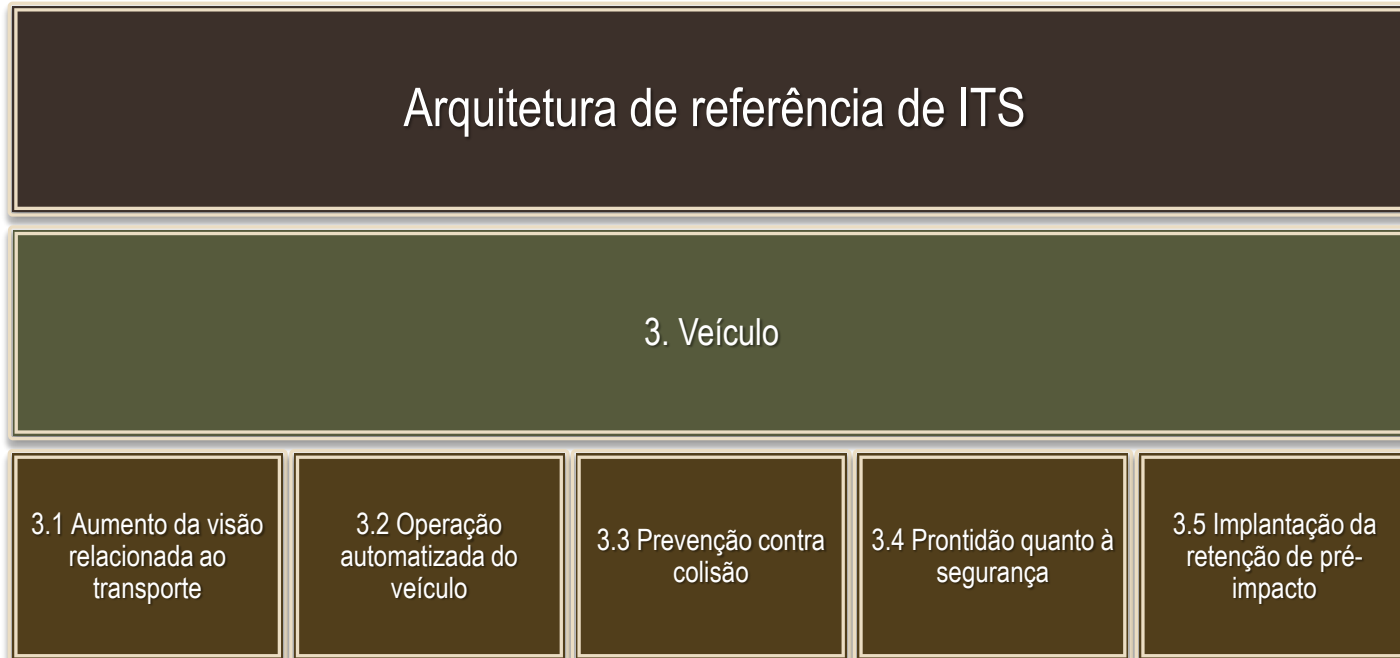 Arquitetura de referência de ITS
3. Veículo
3.1 Aumento da visão
relacionada ao
transporte
3.2 Operação
automatizada do
veículo
3.3 Prevenção contra
colisão
3.4 Prontidão quanto à
segurança
3.5 Implantação da
retenção de pré-
impacto